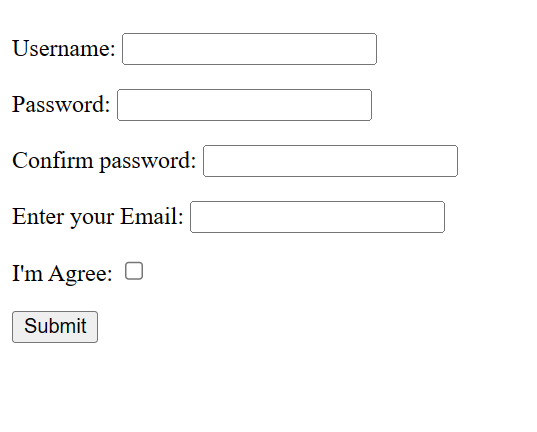 Username:
Password:
Confirm password:
Enter your Email:
I'm Agree:
Submit